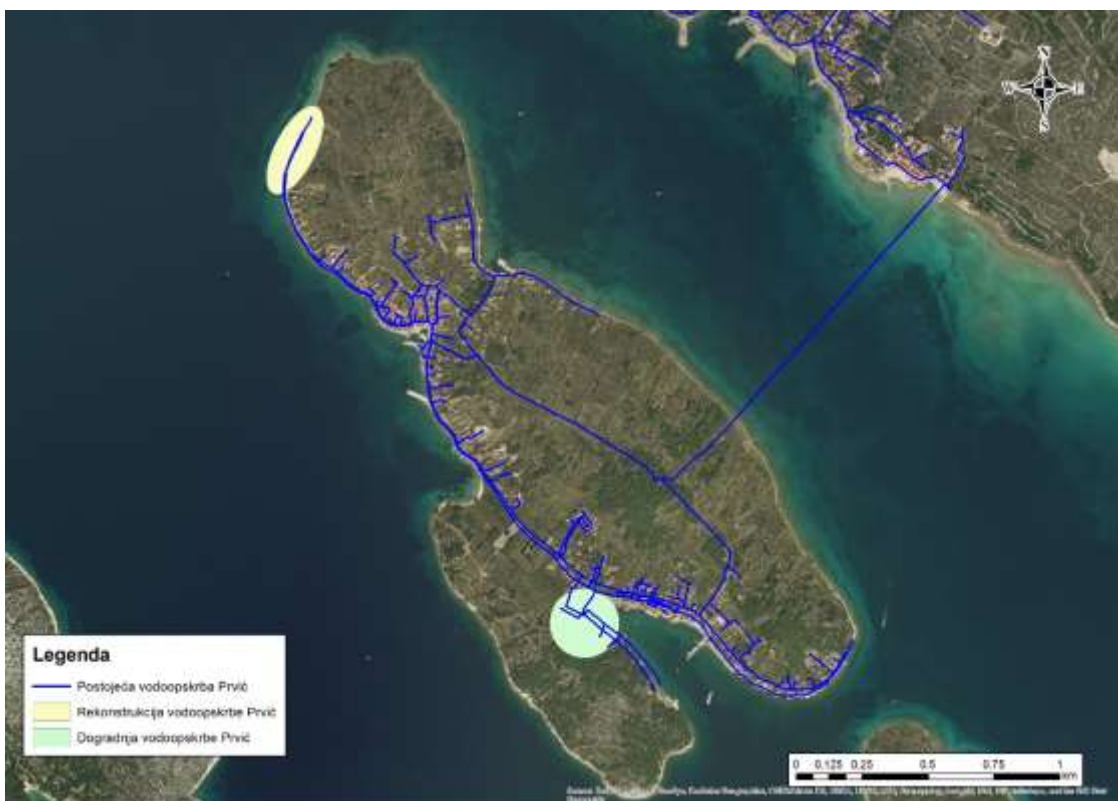 N
W E
S
Legenda
Postojeća vodoopskrba Prvić
Rekonstrukcija vodoopskrbe Prvić
Dogradnja vodoopskrbe Prvić
0 0.125 0.25 0.5 0.75 1
km